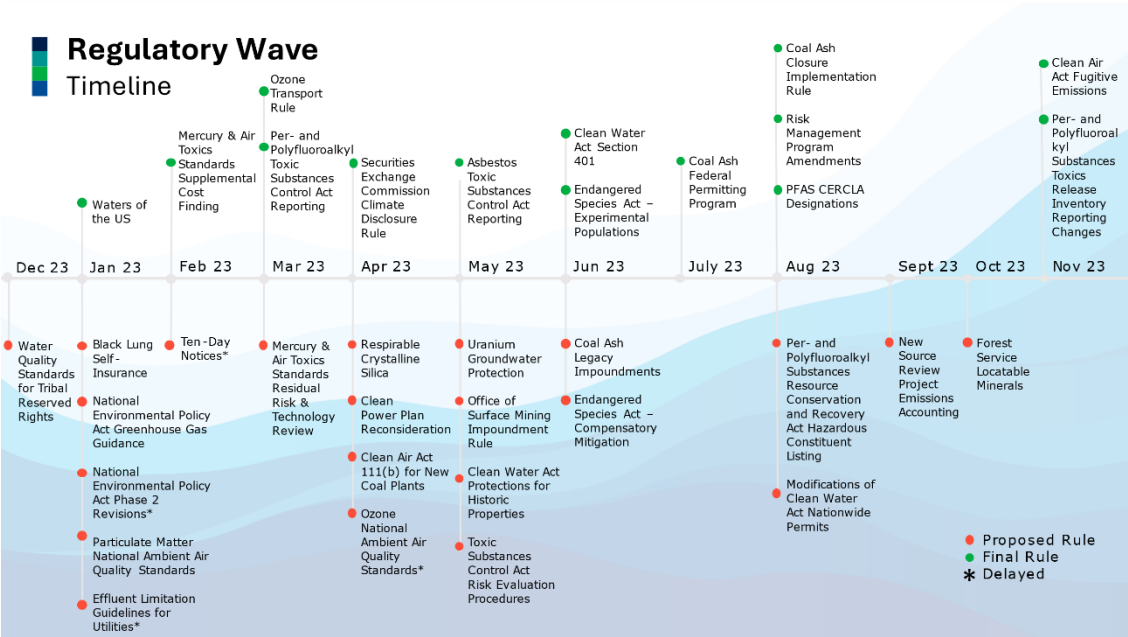 Regulatory Wave
Timeline
Ozone
Transport
Rule
Mercury & Air
Toxics
Standards
Supplemental
Cost
Finding
Per- and
Polyfluoroalkyl
Toxic
Substances
Control Act
Reporting
Waters of
the US
Securities
Exchange
Commission
Climate
Disclosure
Rule
Asbestos
Toxic
Substances
Control Act
Reporting
Clean Water
Act Section
401
Endangered
Species Act –
Experimental
Populations
Coal Ash
Federal
Permitting
Program
Coal Ash
Closure
Implementation
Rule
Risk
Management
Program
Amendments
PFAS CERCLA
Designations
Clean Air
Act Fugitive
Emissions
Per- and
Polyfluoroal
kyl
Substances
Toxics
Release
Inventory
Reporting
Changes
Dec 23
Jan 23
Feb 23
Mar 23
Apr 23
May 23
Jun 23
July 23
Aug 23
Sept 23
Oct 23
Nov 23
Water
Quality
Standards
for Tribal
Reserved
Rights
Black Lung
Self-
Insurance
National
Environmental Policy
Act Greenhouse Gas
Guidance
National
Environmental Policy
Act Phase 2
Revisions*
Particulate Matter
National Ambient Air
Quality Standards
Effluent Limitation
Guidelines for
Utilities*
Ten-Day
Notices*
Mercury &
Air Toxics
Standards
Residual
Risk &
Technology
Review
Respirable
Crystalline
Silica
Clean
Power Plan
Reconsideration
Clean Air Act
111(b) for New
Coal Plants
Ozone
National
Ambient Air
Quality
Standards*
Uranium
Groundwater
Protection
Office of
Surface Mining
Impoundment
Rule
Clean Water Act
Protections for
Historic
Properties
Toxic
Substances
Control Act
Risk Evaluation
Procedures
Coal Ash
Legacy
Impoundments
Endangered
Species Act –
Compensatory
Mitigation
Per- and
Polyfluoroalkyl
Substances
Resource
Conservation
and Recovery
Act Hazardous
Constituent
Listing
Modifications of
Clean Water
Act Nationwide
Permits
New
Source
Review
Project
Emissions
Accounting
Forest
Service
Locatable
Minerals
Proposed Rule
Final Rule
* Delayed